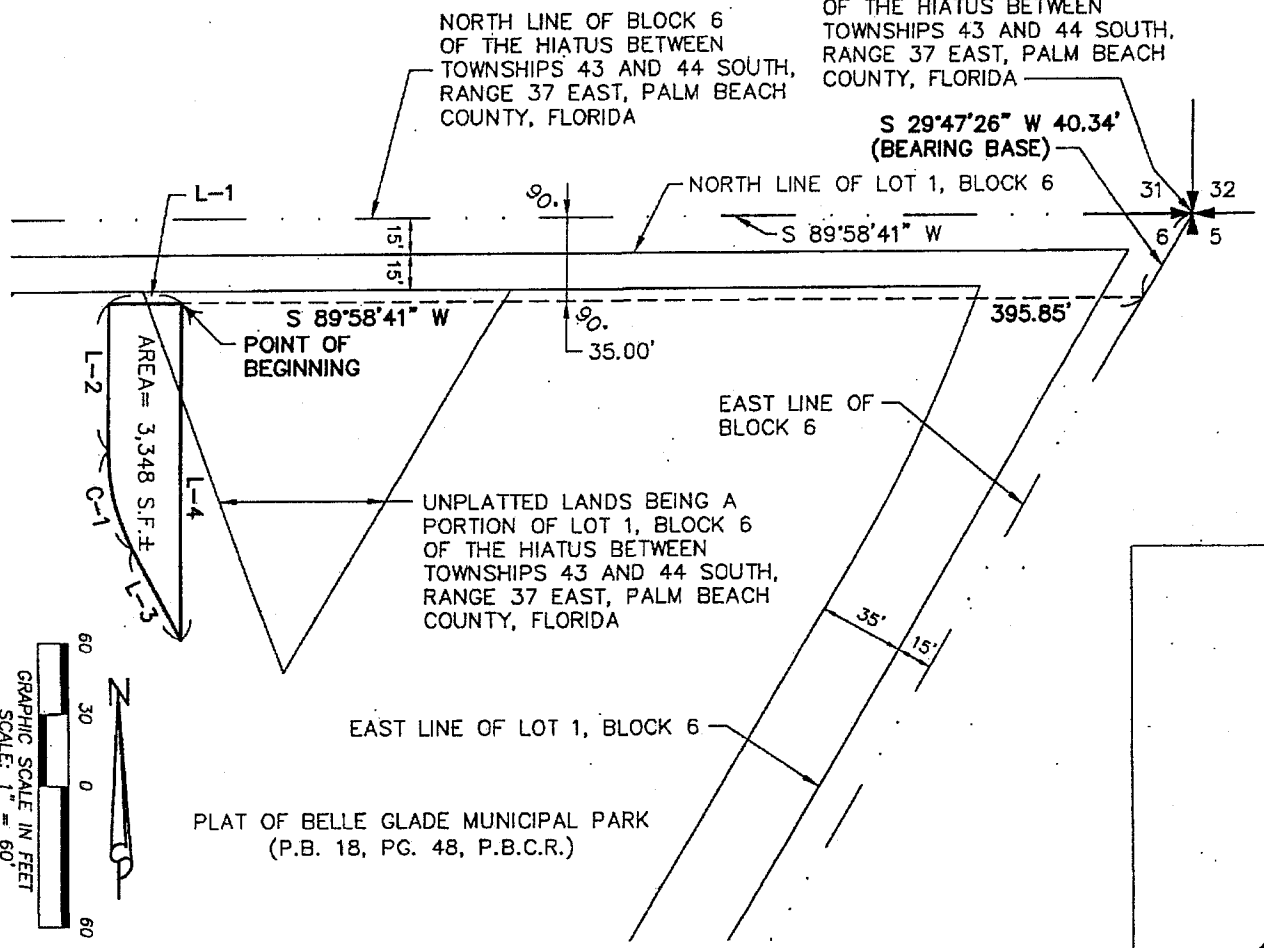 NORTH LINE OF BLOCK 6
OF THE HIATUS BETWEEN
TOWNSHIPS 43 AND 44 SOUTH,
RANGE 37 EAST, PALM BEACH
COUNTY, FLORIDA
OF THE HIATUS BETWEEN
TOWNSHIPS 43 AND 44 SOUTH,
RANGE 37 EAST, PALM BEACH
COUNTY, FLORIDA
S 29°47'26" W 40.34'
(BEARING BASE)
L-1
90°
NORTH LINE OF LOT 1, BLOCK 6
31
32
6
5
15'
15'
S 89°58'41" W
S 89°58'41" W
395.85'
90°
35.00'
POINT OF
BEGINNING
L-2
AREA= 3,348 S.F.±
L-4
C-1
L-3
EAST LINE OF
BLOCK 6
UNPLATTED LANDS BEING A
PORTION OF LOT 1, BLOCK 6
OF THE HIATUS BETWEEN
TOWNSHIPS 43 AND 44 SOUTH,
RANGE 37 EAST, PALM BEACH
COUNTY, FLORIDA
35'
15'
EAST LINE OF LOT 1, BLOCK 6
N
60
30
0
60
GRAPHIC SCALE IN FEET
SCALE: 1" = 60'
PLAT OF BELLE GLADE MUNICIPAL PARK
(P.B. 18, PG. 48, P.B.C.R.)